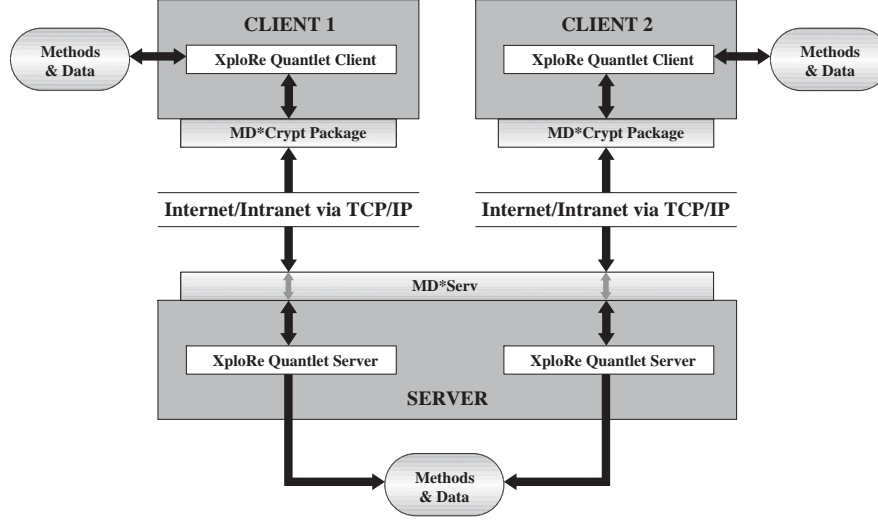 CLIENT 1
CLIENT 2
Methods
& Data
XploRe Quantlet Client
XploRe Quantlet Client
Methods
& Data
MD*Crypt Package
MD*Crypt Package
Internet/Intranet via TCP/IP
Internet/Intranet via TCP/IP
MD*Serv
XploRe Quantlet Server
XploRe Quantlet Server
SERVER
Methods
& Data